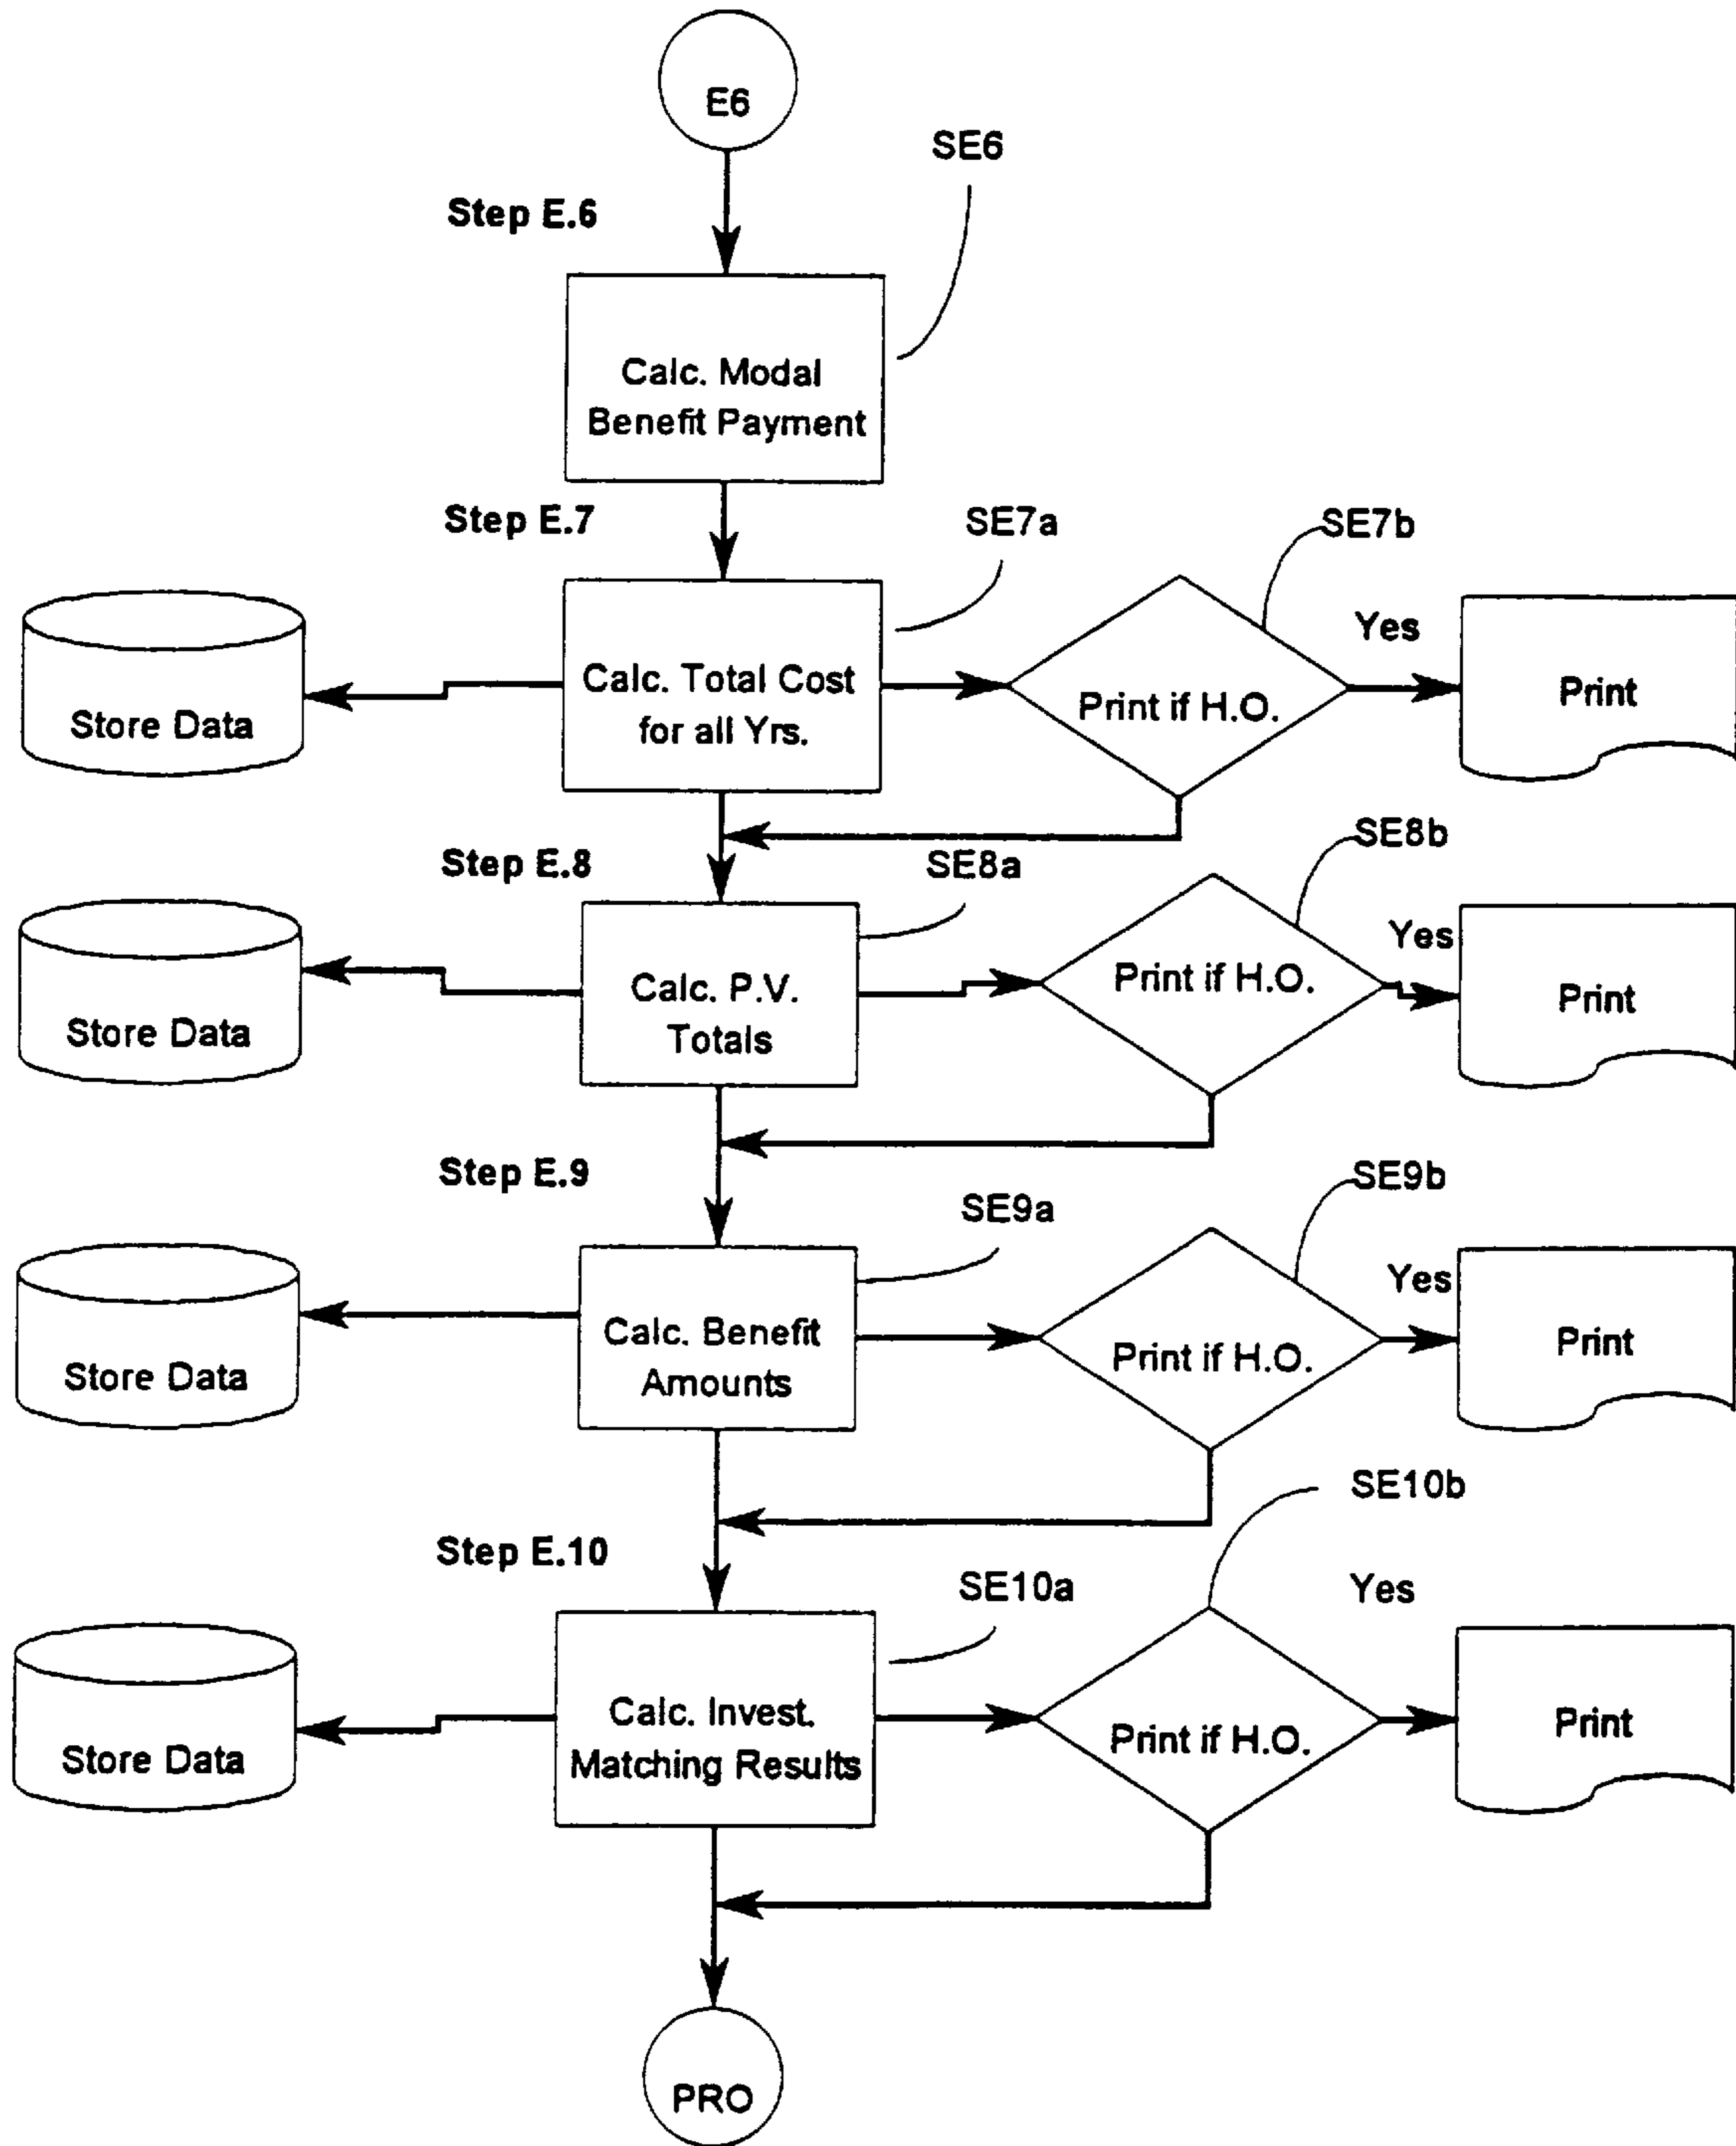 E6
SE6
Step E.6
Calc. Modal
Benefit Payment
Step E.7
SE7a
SE7b
Yes
Store Data
Calc. Total Cost
for all Yrs.
Print if H.O.
Print
Step E.8
SE8a
SE8b
Yes
Store Data
Calc. P.V.
Totals
Print if H.O.
Print
Step E.9
SE9a
SE9b
Yes
Store Data
Calc. Benefit
Amounts
Print if H.O.
Print
Step E.10
SE10a
SE10b
Yes
Store Data
Calc. Invest.
Matching Results
Print if H.O.
Print
PRO